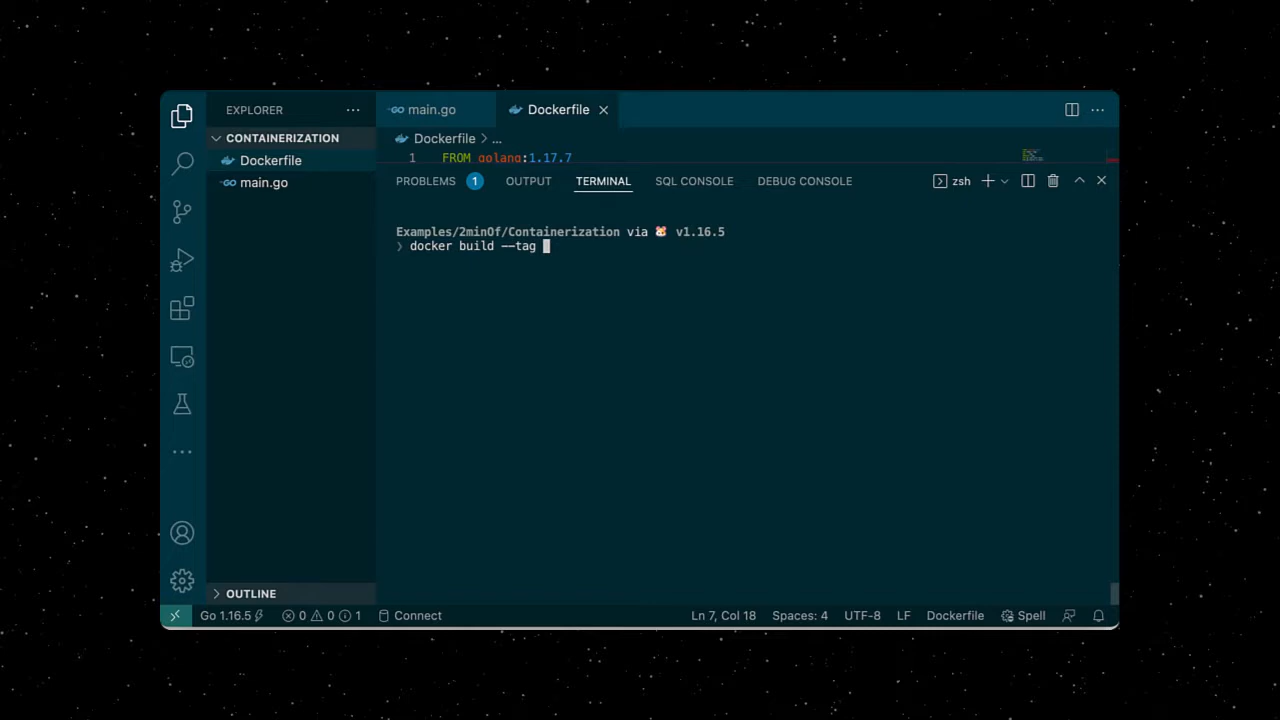 EXPLORER
main.go
Dockerfile
CONTAINERIZATION
Dockerfile > ...
Dockerfile
1 FROM golang:1.17.7
main.go
PROBLEMS 1 OUTPUT TERMINAL SQL CONSOLE DEBUG CONSOLE
zsh
Examples/2minOf/Containerization via 🐹 v1.16.5
❯ docker build --tag
OUTLINE
Go 1.16.5 0 0 1 Connect
Ln 7, Col 18 Spaces: 4 UTF-8 LF Dockerfile Spell